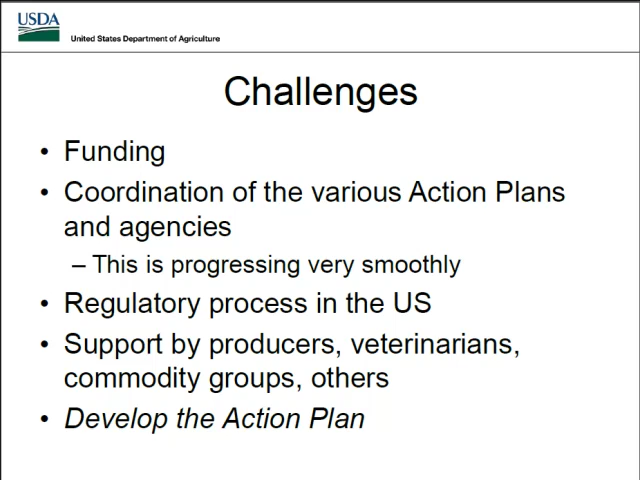 USDA
United States Department of Agriculture
Challenges
• Funding
• Coordination of the various Action Plans
and agencies
– This is progressing very smoothly
• Regulatory process in the US
• Support by producers, veterinarians,
commodity groups, others
• Develop the Action Plan